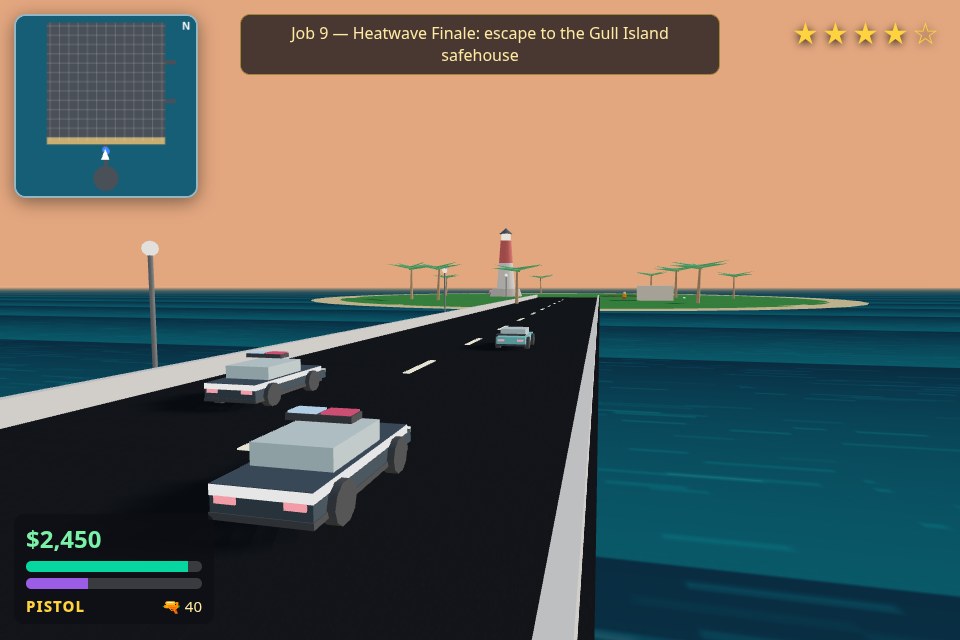 N
Job 9 — Heatwave Finale: escape to the Gull Island
safehouse
$2,450
PISTOL 40